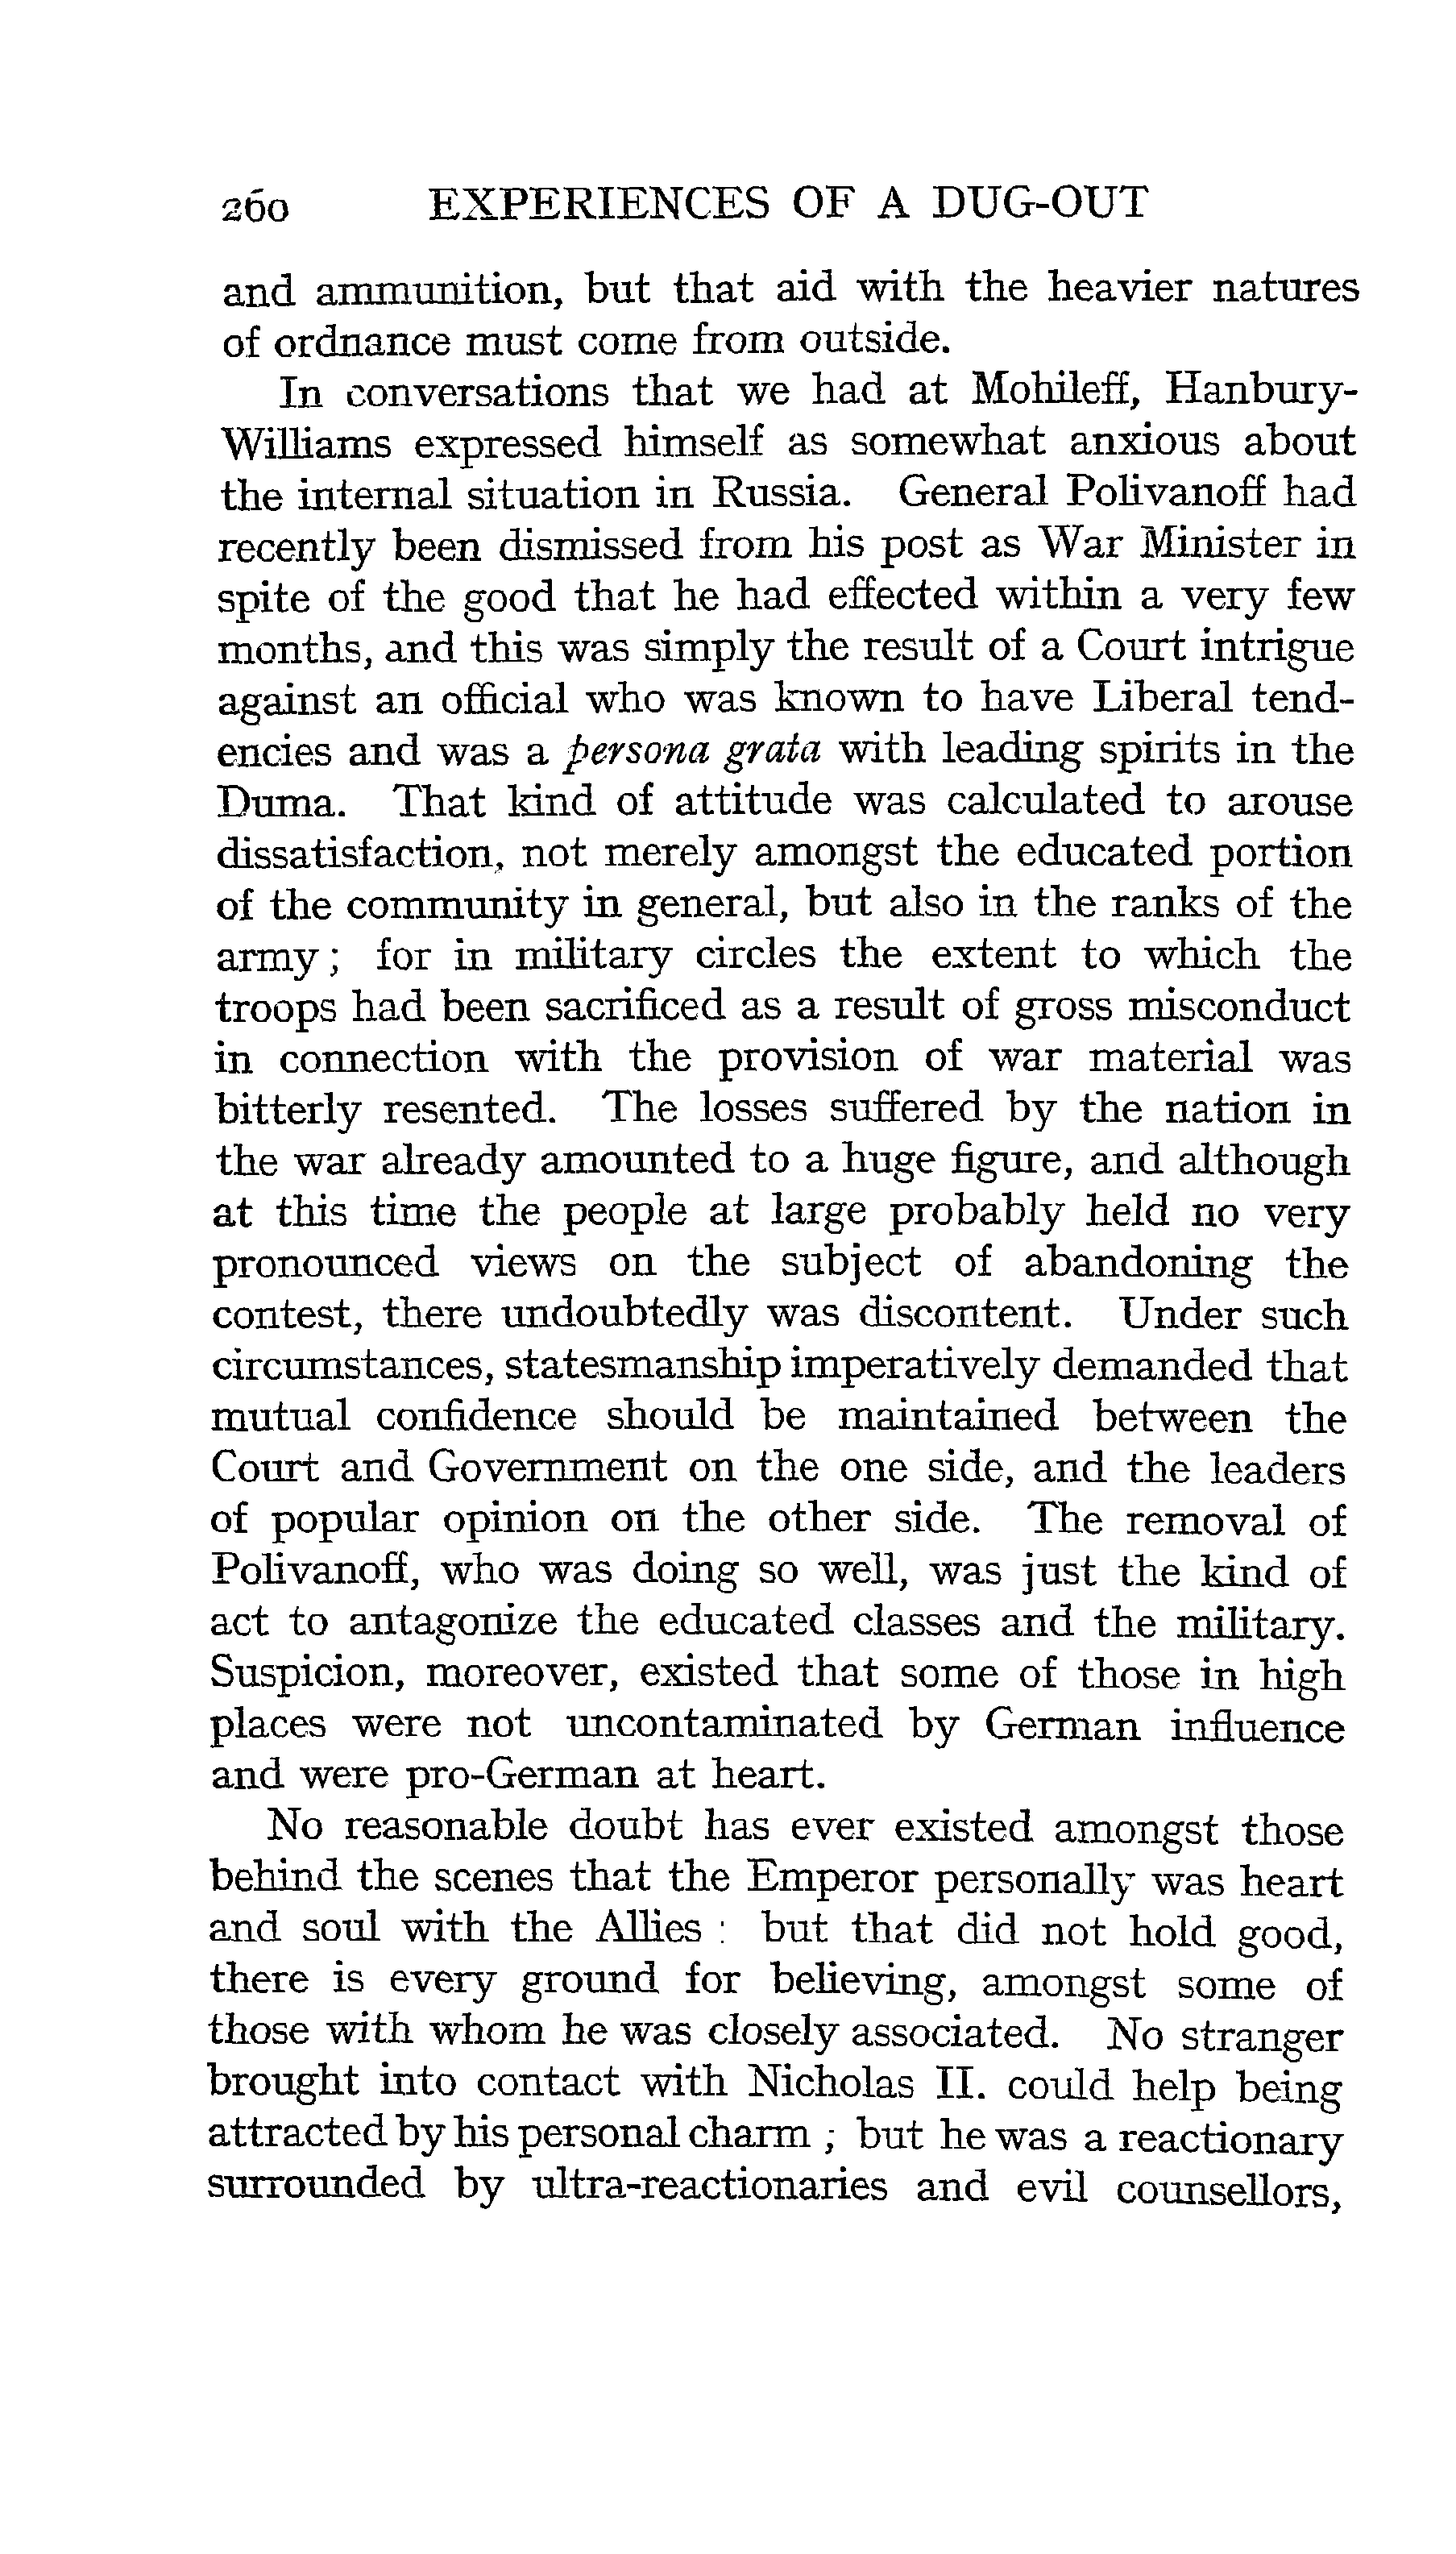 260 EXPERIENCES OF A DUG-OUT
and ammunition, but that aid with the heavier natures
of ordnance must come from outside.
In conversations that we had at Mohileff, Hanbury-
Williams expressed himself as somewhat anxious about
the internal situation in Russia. General Polivanoff had
recently been dismissed from his post as War Minister in
spite of the good that he had effected within a very few
months, and this was simply the result of a Court intrigue
against an official who was known to have Liberal tend-
encies and was a persona grata with leading spirits in the
Duma. That kind of attitude was calculated to arouse
dissatisfaction, not merely amongst the educated portion
of the community in general, but also in the ranks of the
army; for in military circles the extent to which the
troops had been sacrificed as a result of gross misconduct
in connection with the provision of war material was
bitterly resented. The losses suffered by the nation in
the war already amounted to a huge figure, and although
at this time the people at large probably held no very
pronounced views on the subject of abandoning the
contest, there undoubtedly was discontent. Under such
circumstances, statesmanship imperatively demanded that
mutual confidence should be maintained between the
Court and Government on the one side, and the leaders
of popular opinion on the other side. The removal of
Polivanoff, who was doing so well, was just the kind of
act to antagonize the educated classes and the military.
Suspicion, moreover, existed that some of those in high
places were not uncontaminated by German influence
and were pro-German at heart.
No reasonable doubt has ever existed amongst those
behind the scenes that the Emperor personally was heart
and soul with the Allies : but that did not hold good,
there is every ground for believing, amongst some of
those with whom he was closely associated. No stranger
brought into contact with Nicholas II. could help being
attracted by his personal charm ; but he was a reactionary
surrounded by ultra-reactionaries and evil counsellors,